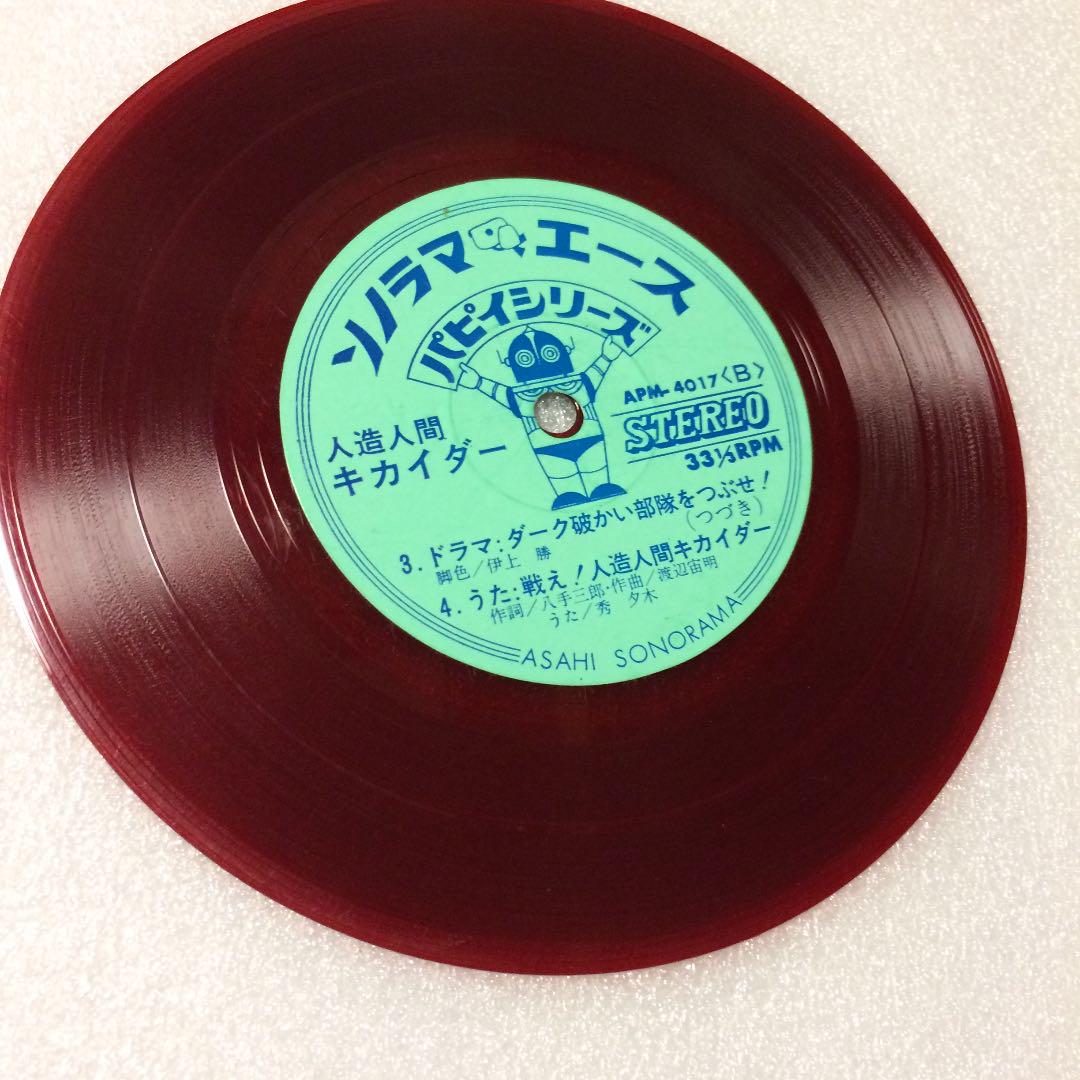 ソノラマエース
パピイシリーズ
APM-4017〈B〉
STEREO
33⅓RPM
人造人間
キカイダー
3.ドラマ:ダーク破かい部隊をつぶせ!
(つづき)
脚色/伊上 勝
4.うた:戦え!人造人間キカイダー
作詞/八手三郎・作曲/渡辺宙明
うた/秀 夕木
ASAHI SONORAMA